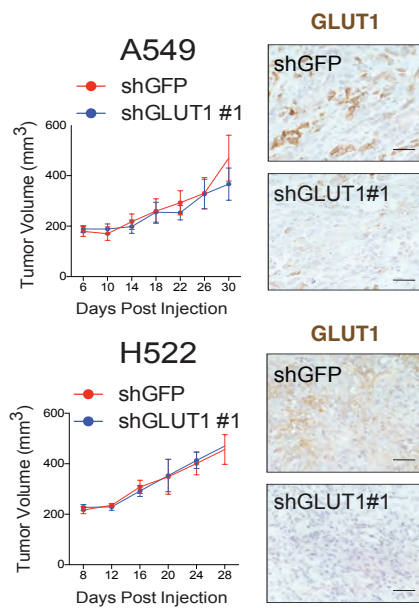 A549
shGFP
shGLUT1 #1
Tumor Volume (mm3)
600
400
200
0
6 10 14 18 22 26 30
Days Post Injection
GLUT1
shGFP
shGLUT1#1
H522
shGFP
shGLUT1 #1
Tumor Volume (mm3)
600
400
200
0
8 12 16 20 24 28
Days Post Injection
GLUT1
shGFP
shGLUT1#1